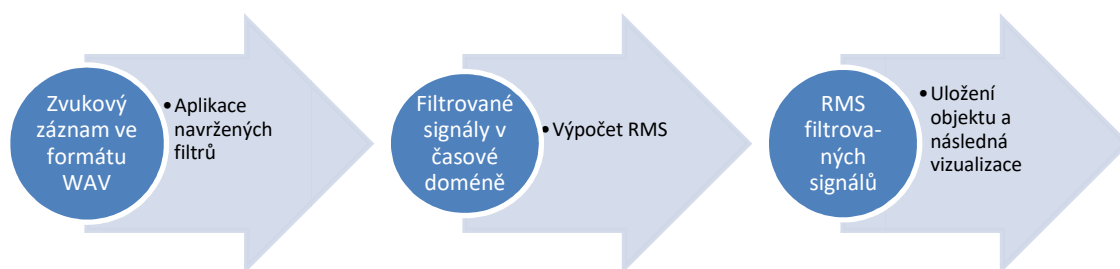 Zvukový
záznam ve
formátu
WAV
• Aplikace
navržených
filtrů
Filtrované
signály v
časové
doméně
• Výpočet RMS
RMS
filtrova-
ných
signálů
• Uložení
objektu a
následná
vizualizace